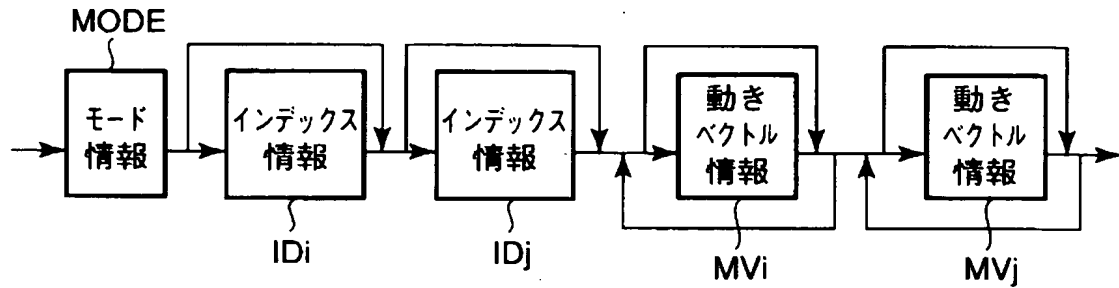 MODE
モード
情報
インデックス
情報
インデックス
情報
動き
ベクトル
情報
動き
ベクトル
情報
IDi
IDj
MVi
MVj